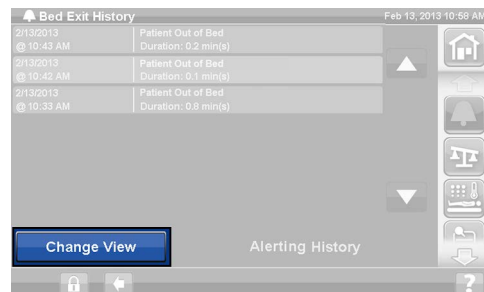 Bed Exit History
Feb 13, 2013 10:58 AM
2/13/2013
@ 10:43 AM
Patient Out of Bed
Duration: 0.2 min(s)
2/13/2013
@ 10:42 AM
Patient Out of Bed
Duration: 0.1 min(s)
2/13/2013
@ 10:33 AM
Patient Out of Bed
Duration: 0.8 min(s)
Change View
Alerting History
?